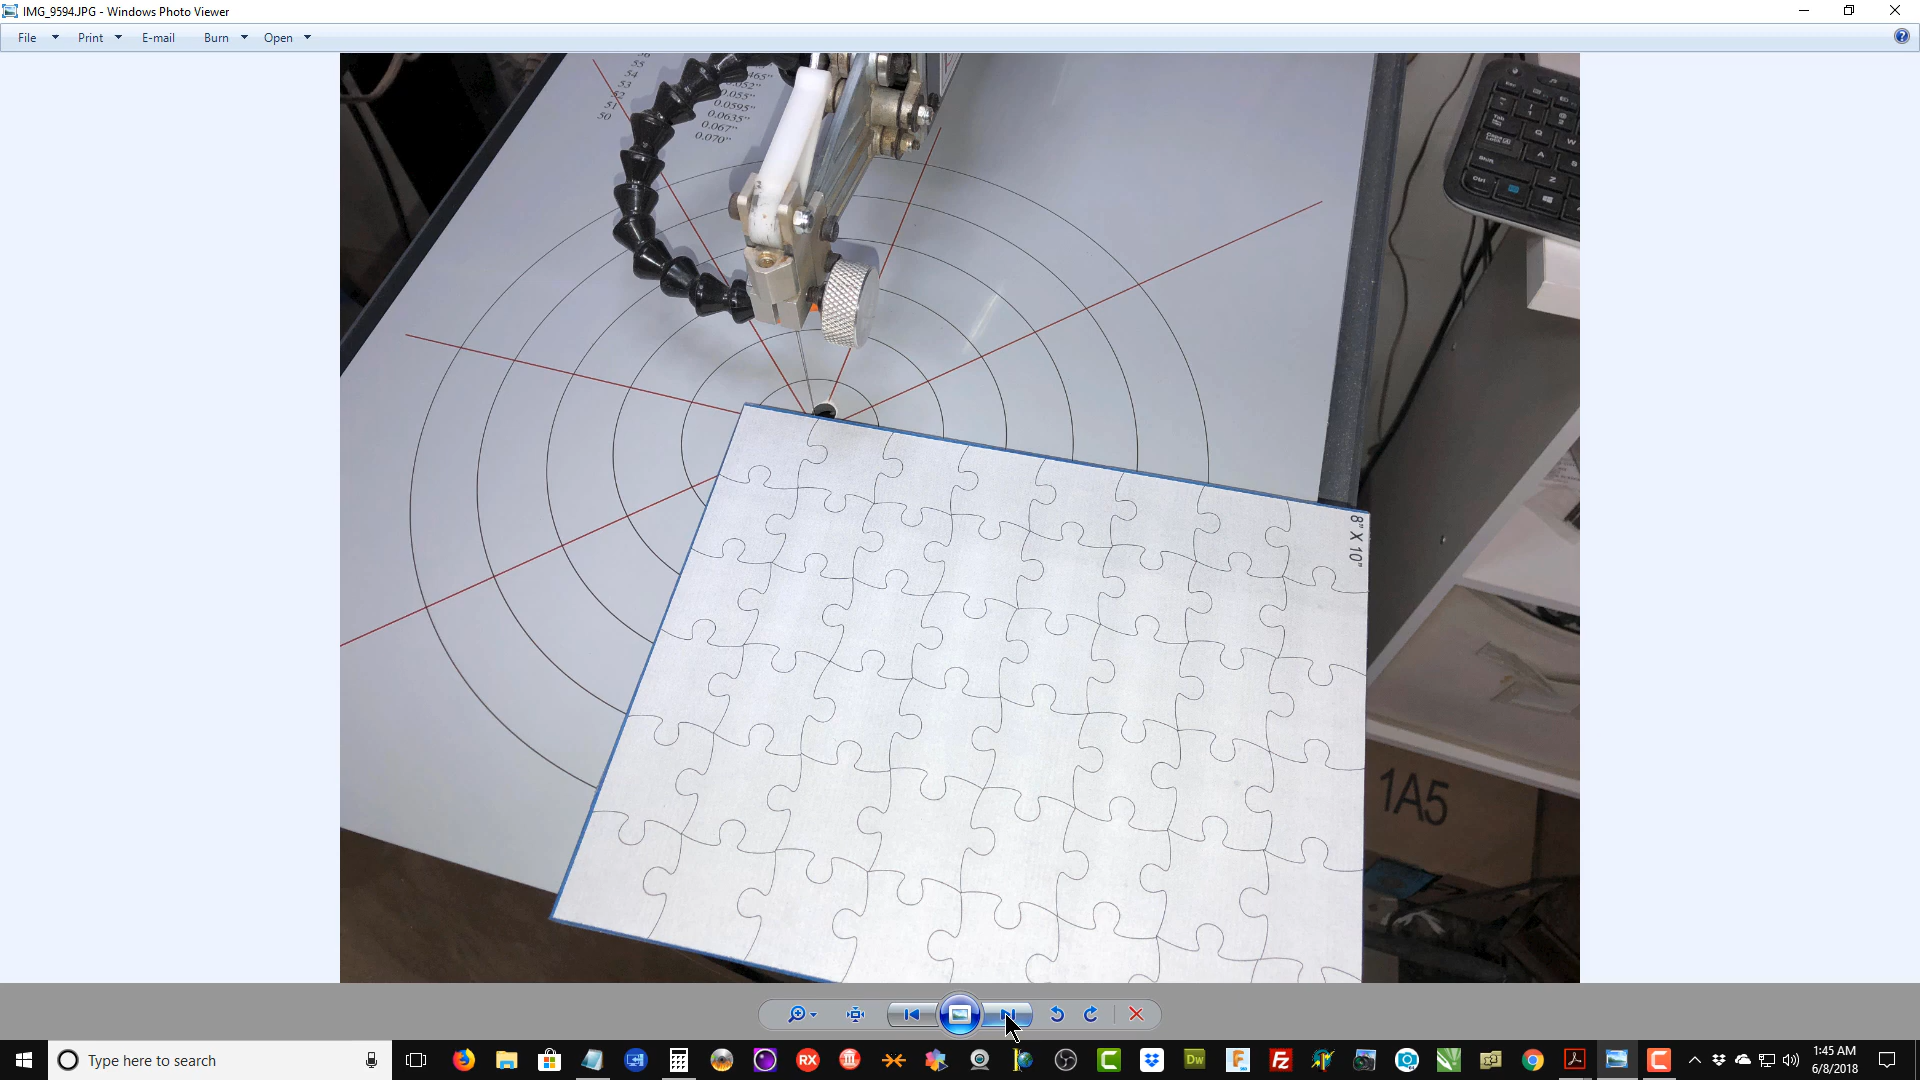 IMG_9594.JPG - Windows Photo Viewer
File Print E-mail Burn Open
55
54
53
52
51
50
0.055"
0.0595"
0.0635"
0.067"
0.070"
8" X 10"
1A5
Type here to search
1:45 AM
6/8/2018